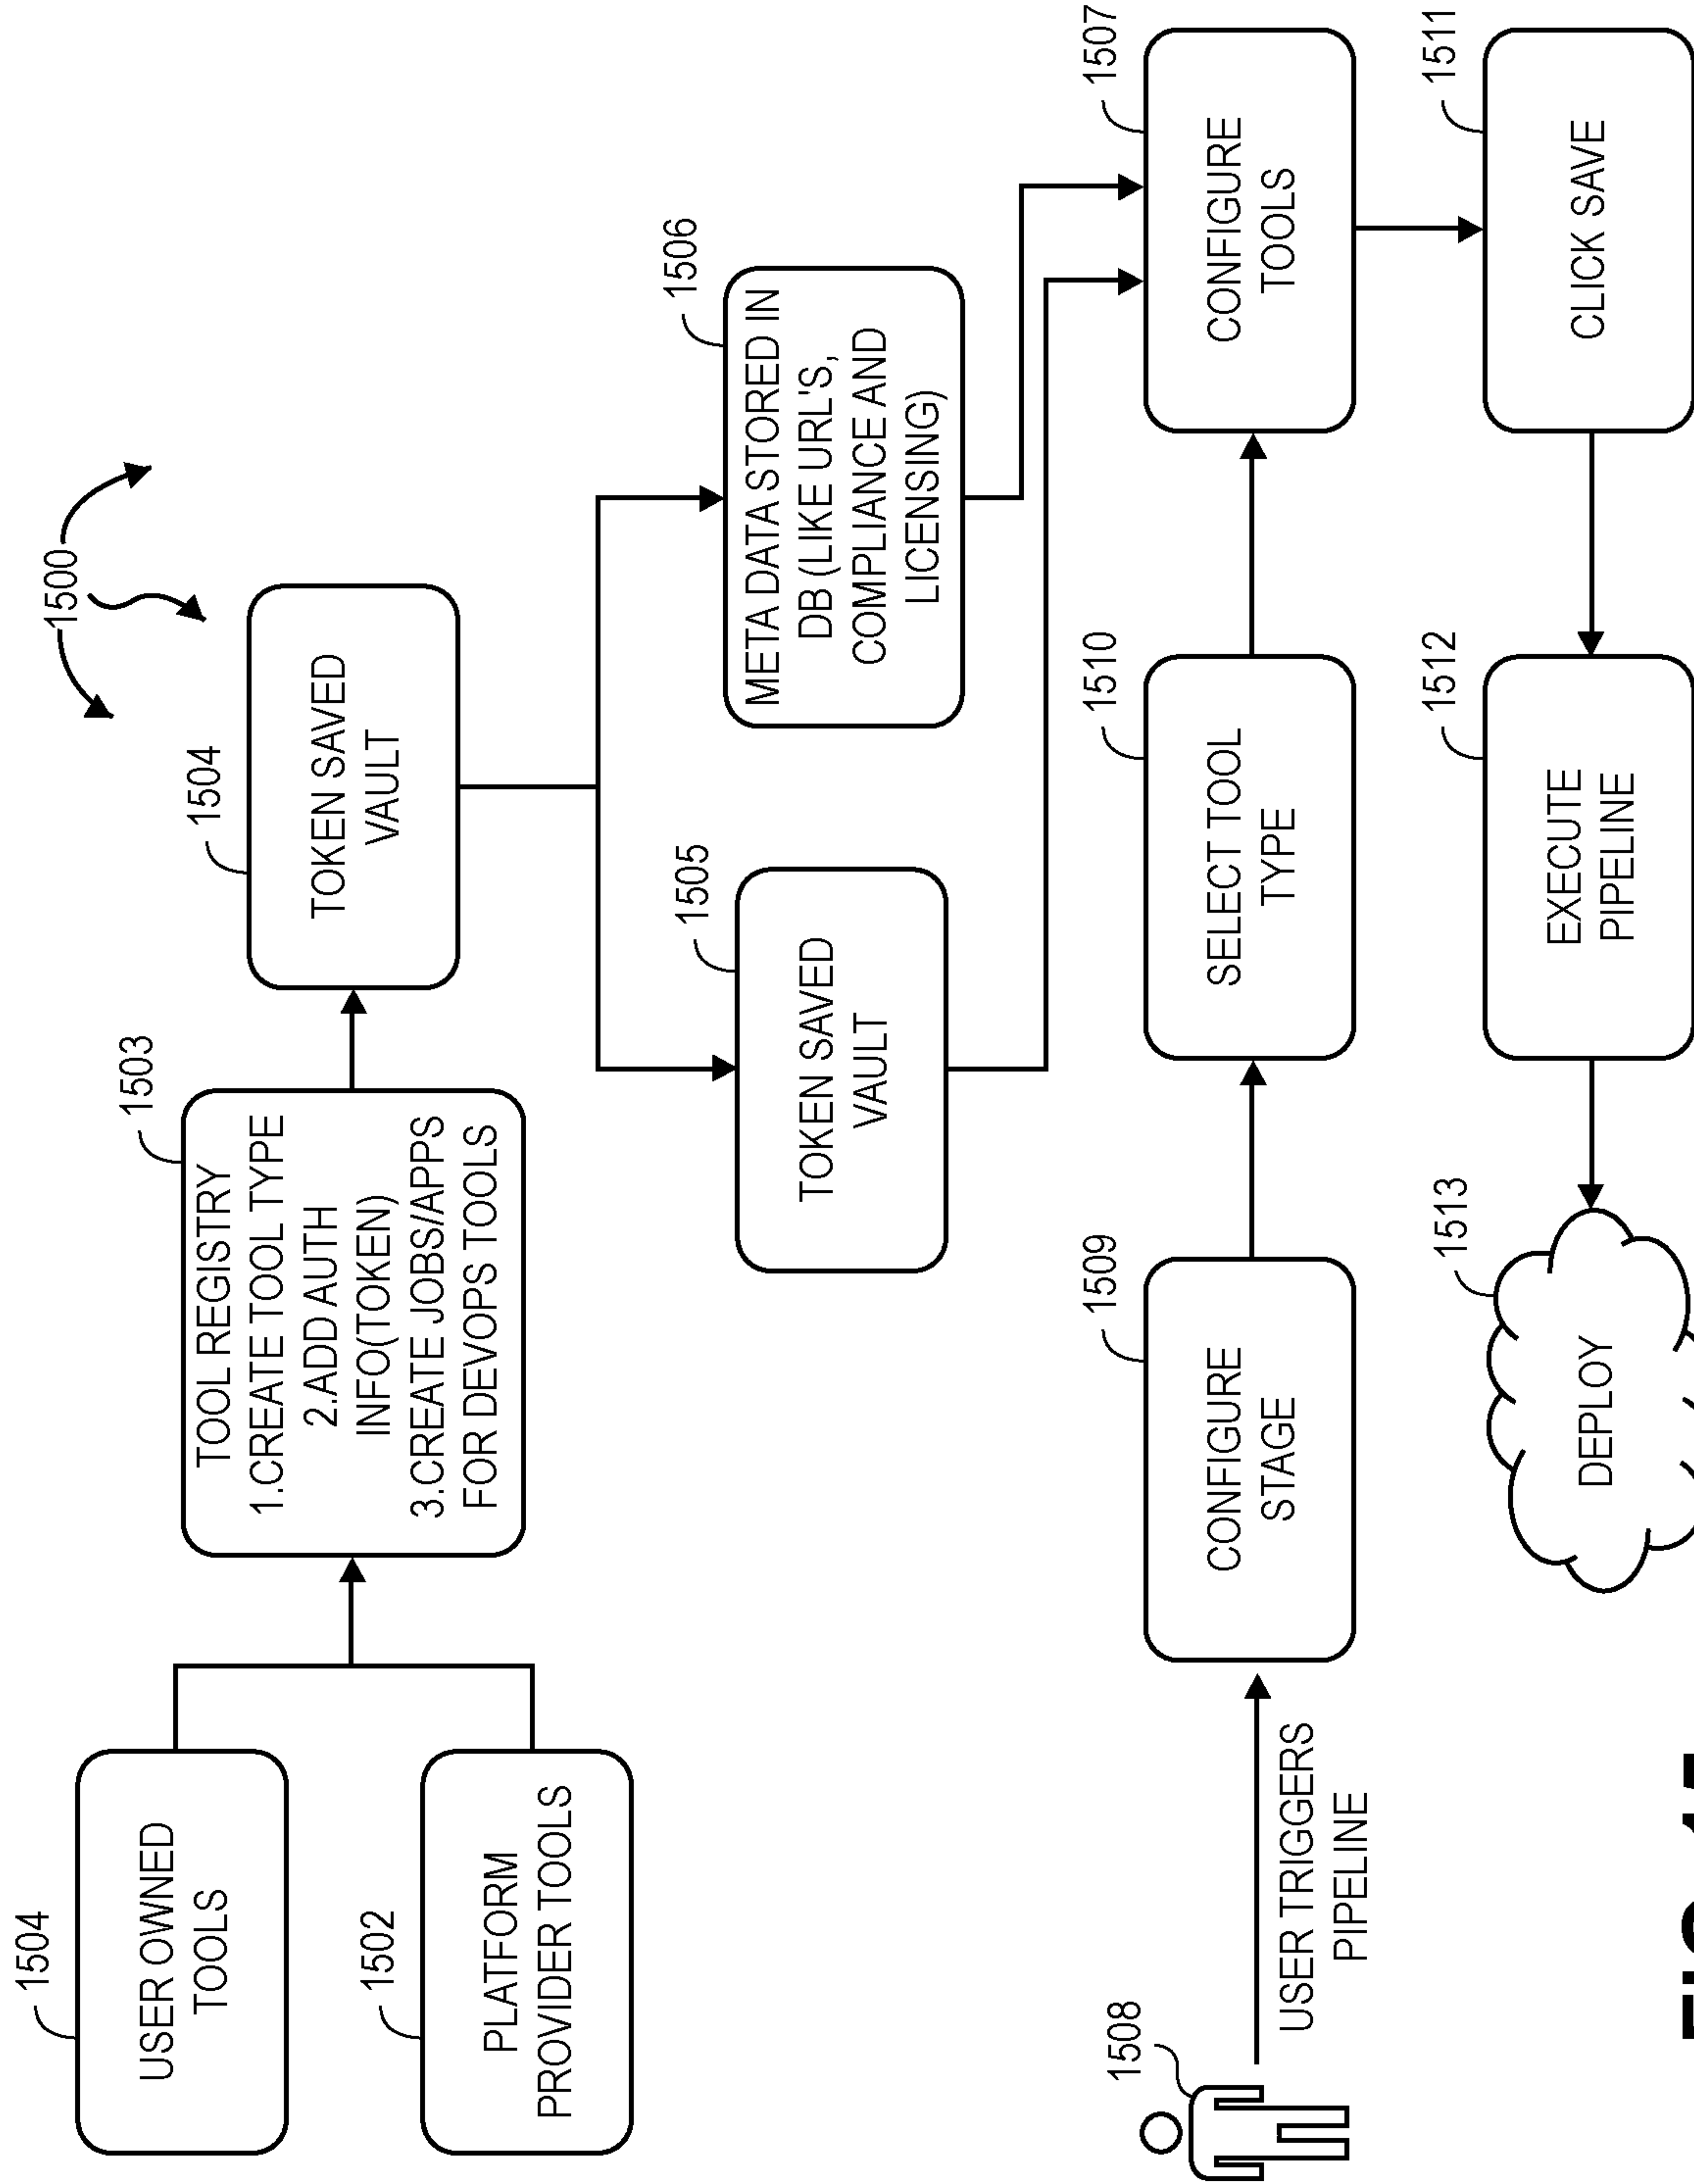 1500
1504
USER OWNED
TOOLS
1502
PLATFORM
PROVIDER TOOLS
1503
TOOL REGISTRY
1.CREATE TOOL TYPE
2.ADD AUTH
INFO(TOKEN)
3.CREATE JOBS/APPS
FOR DEVOPS TOOLS
1504
TOKEN SAVED
VAULT
1505
TOKEN SAVED
VAULT
1506
META DATA STORED IN
DB (LIKE URL'S,
COMPLIANCE AND
LICENSING)
1508
USER TRIGGERS
PIPELINE
1509
CONFIGURE
STAGE
1510
SELECT TOOL
TYPE
1507
CONFIGURE
TOOLS
1511
CLICK SAVE
1512
EXECUTE
PIPELINE
1513
DEPLOY